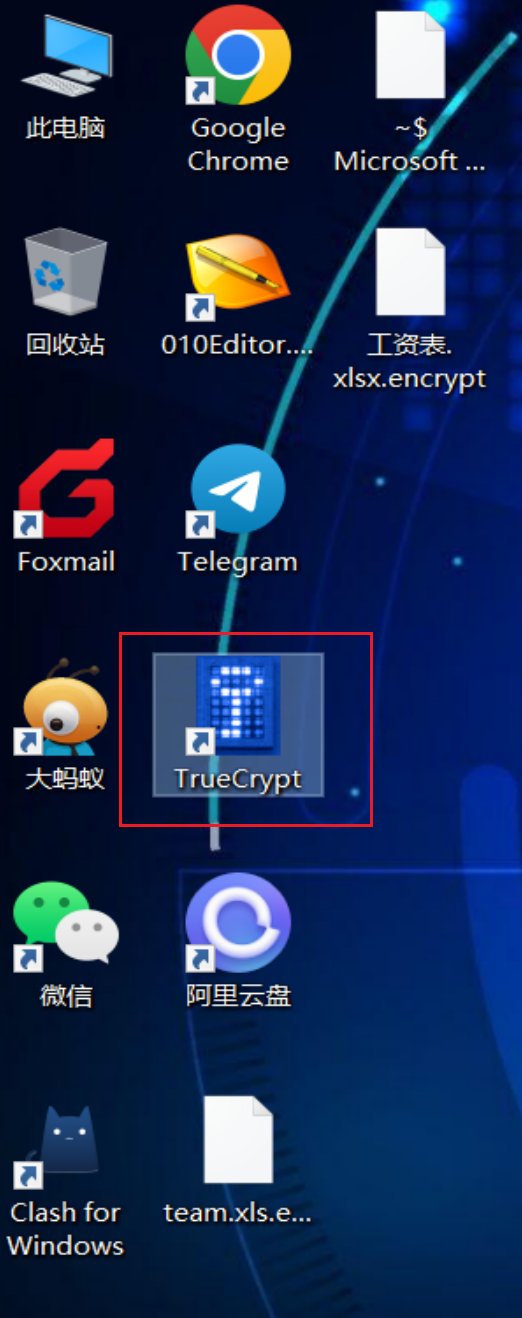 此电脑
Google
Chrome
~$
Microsoft ...
回收站
010Editor....
工资表.
xlsx.encrypt
Foxmail
Telegram
大蚂蚁
TrueCrypt
微信
阿里云盘
Clash for
Windows
team.xls.e...